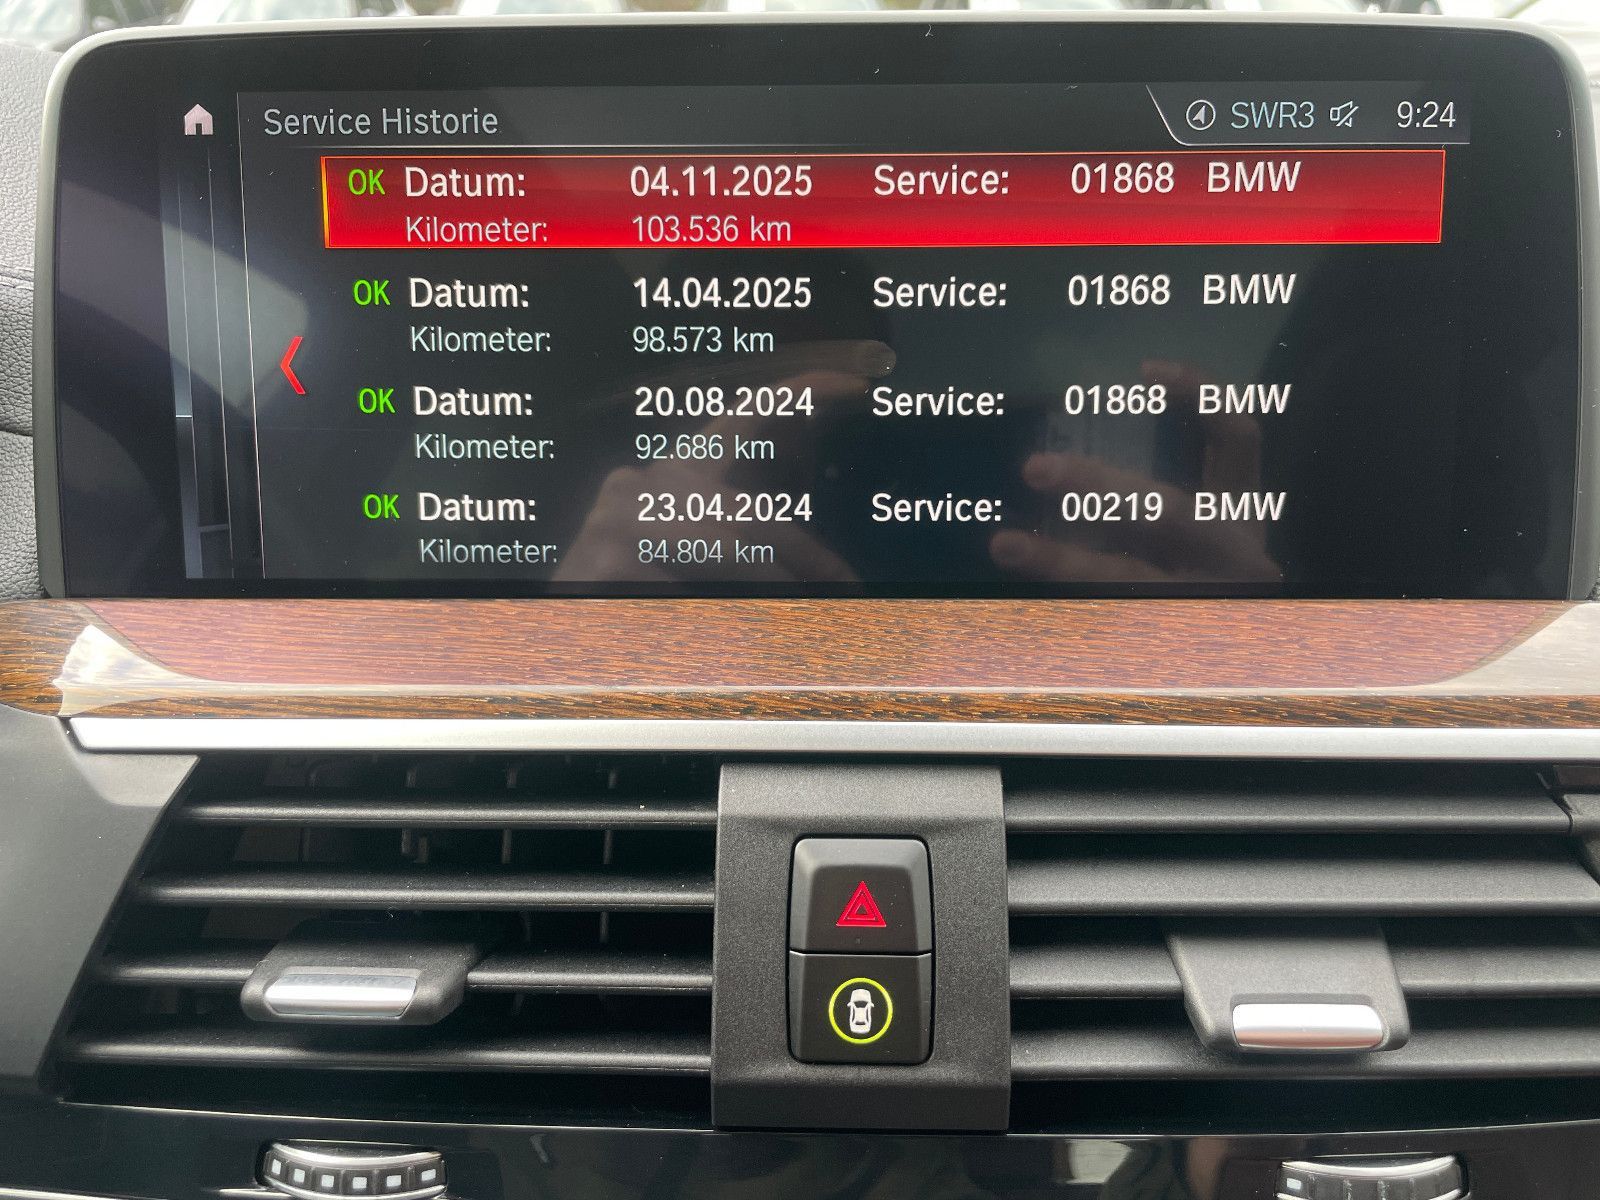 Service Historie SWR3 9:24
OK Datum: 04.11.2025 Service: 01868 BMW
Kilometer: 103.536 km
OK Datum: 14.04.2025 Service: 01868 BMW
Kilometer: 98.573 km
OK Datum: 20.08.2024 Service: 01868 BMW
Kilometer: 92.686 km
OK Datum: 23.04.2024 Service: 00219 BMW
Kilometer: 84.804 km